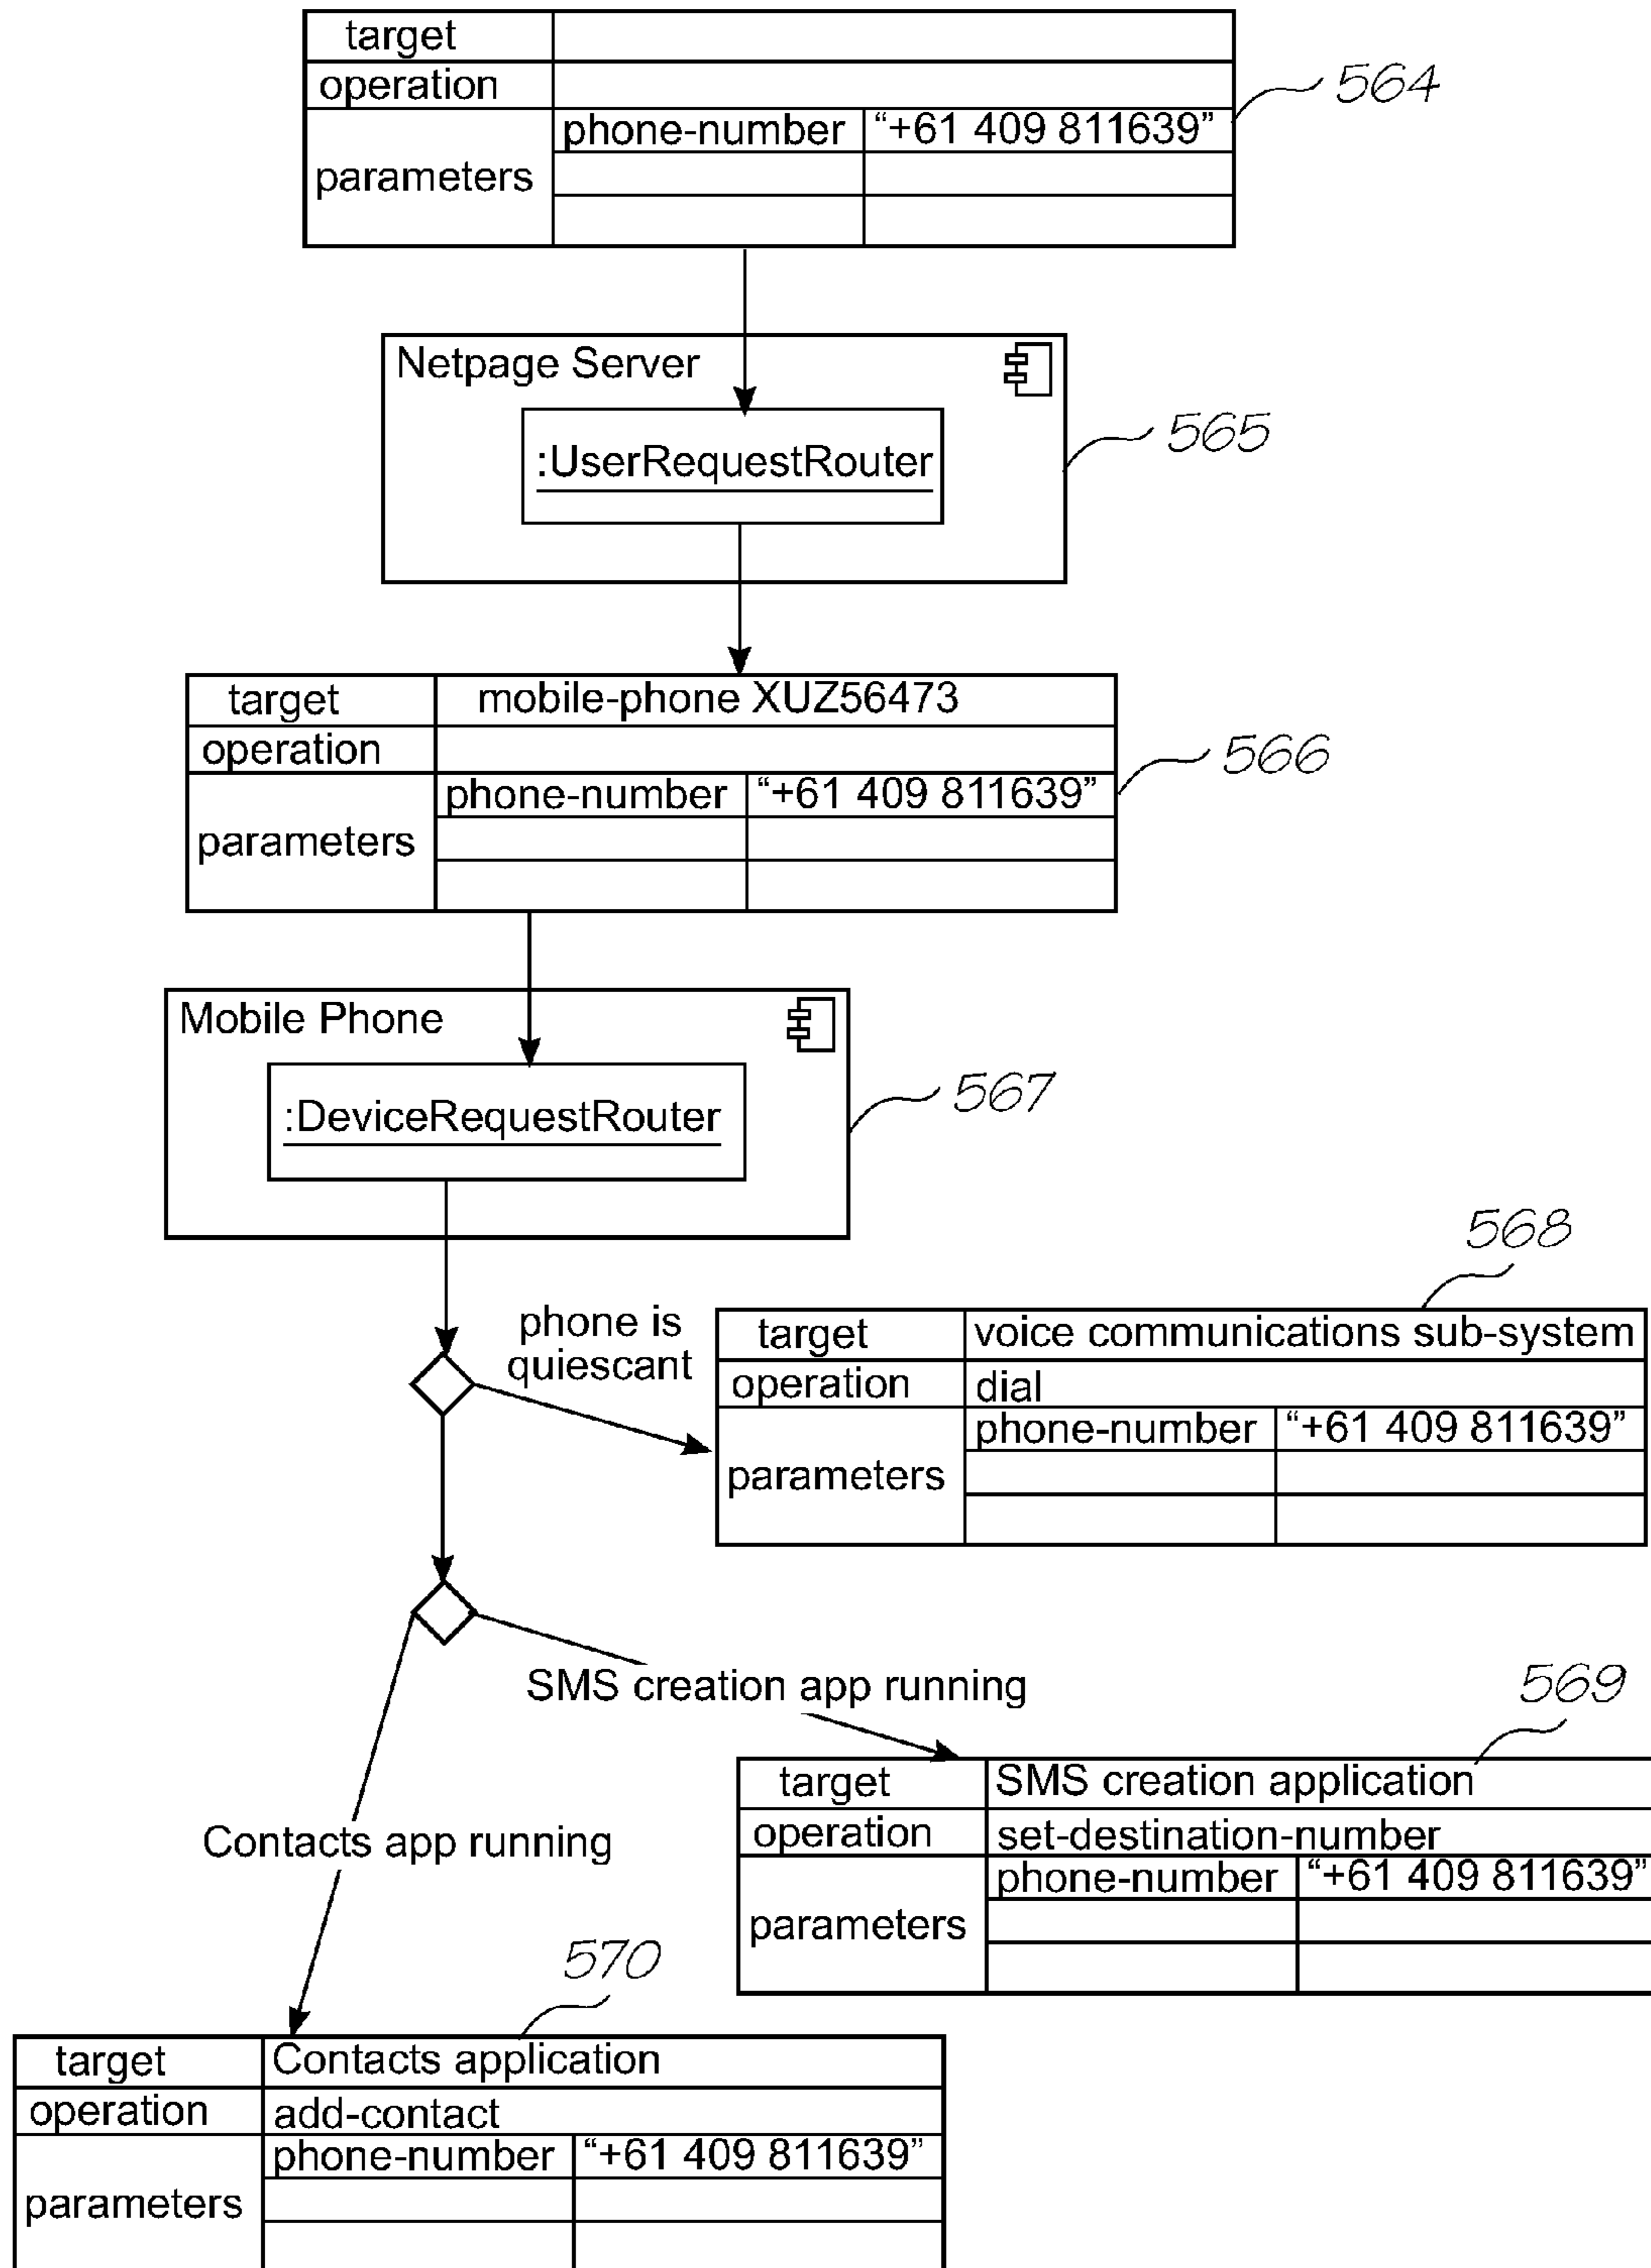 target
operation
564
phone-number "+61 409 811639"
parameters
Netpage Server
565
:UserRequestRouter
target mobile-phone XUZ56473
operation
566
phone-number "+61 409 811639"
parameters
Mobile Phone
567
:DeviceRequestRouter
568
phone is
quiescant
target voice communications sub-system
operation dial
phone-number "+61 409 811639"
parameters
SMS creation app running
569
target SMS creation application
operation set-destination-number
phone-number "+61 409 811639"
parameters
Contacts app running
570
target Contacts application
operation add-contact
phone-number "+61 409 811639"
parameters